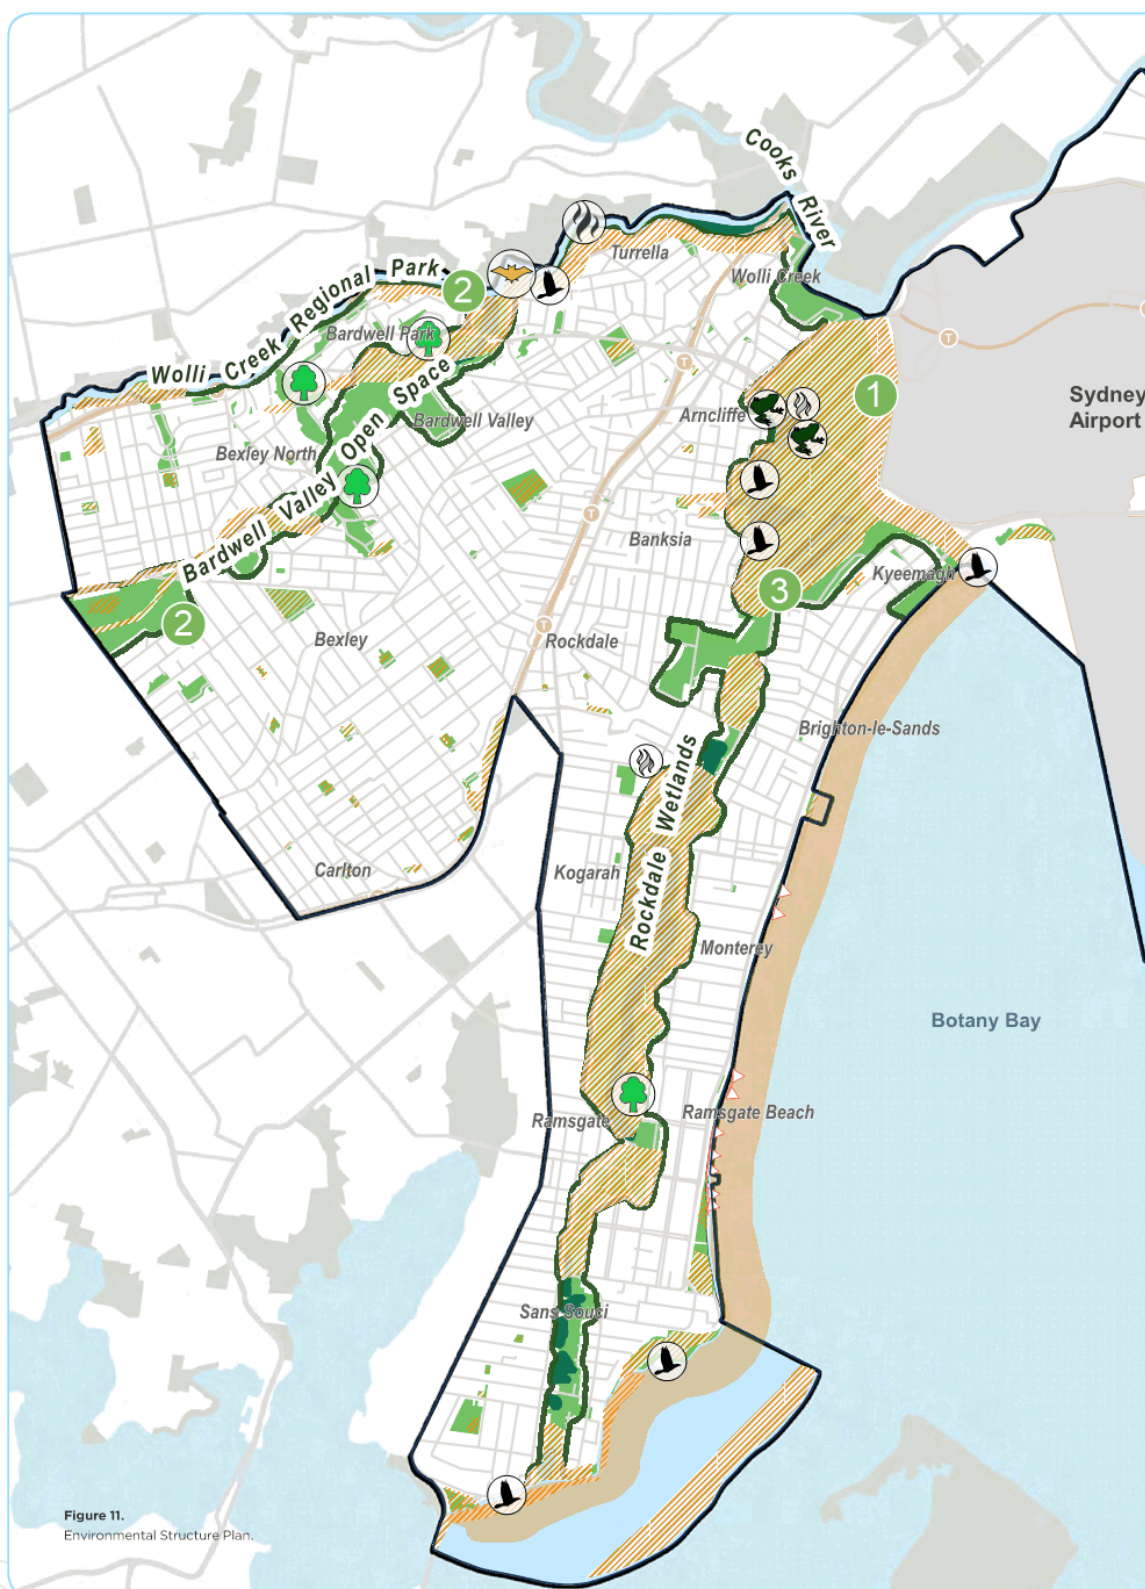 Cooks River
Turrella
Wolli Creek
Wolli Creek Regional Park
2
Bardwell Park
T
1
Sydney
Airport
T
Bardwell Valley
Arncliffe
Bexley North
Bardwell Valley Open Space
T
Banksia
Kyeemagh
3
2
Bexley
T
Rockdale
Brighton-le-Sands
Rockdale Wetlands
Carlton
Kogarah
Monterey
Botany Bay
Ramsgate
Ramsgate Beach
Sans Souci
Figure 11.
Environmental Structure Plan.